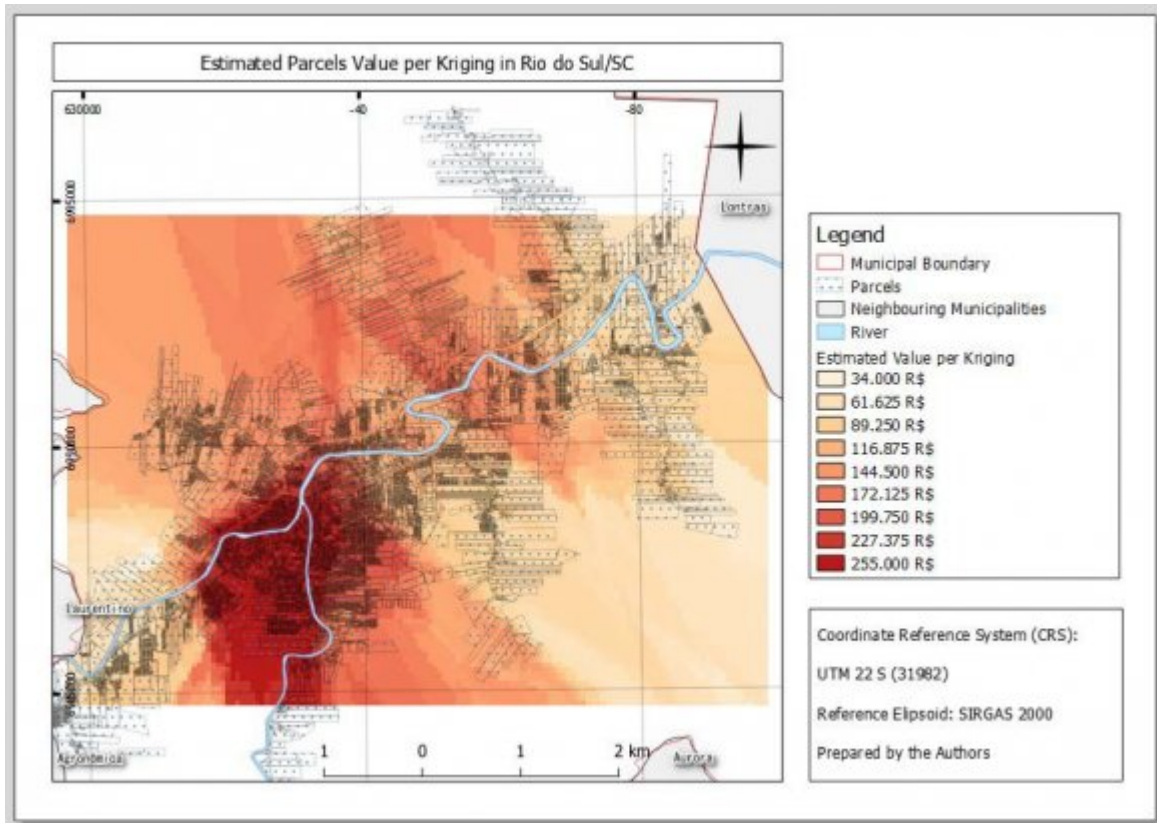 Estimated Parcels Value per Kriging in Rio do Sul/SC
630000
-40
-80
Lontras
Laurentino
Agronômica
Aurora
1 0 1 2 km
Legend
Municipal Boundary
Parcels
Neighbouring Municipalities
River
Estimated Value per Kriging
34.000 R$
61.625 R$
89.250 R$
116.875 R$
144.500 R$
172.125 R$
199.750 R$
227.375 R$
255.000 R$
Coordinate Reference System (CRS):
UTM 22 S (31982)
Reference Elipsoid: SIRGAS 2000
Prepared by the Authors